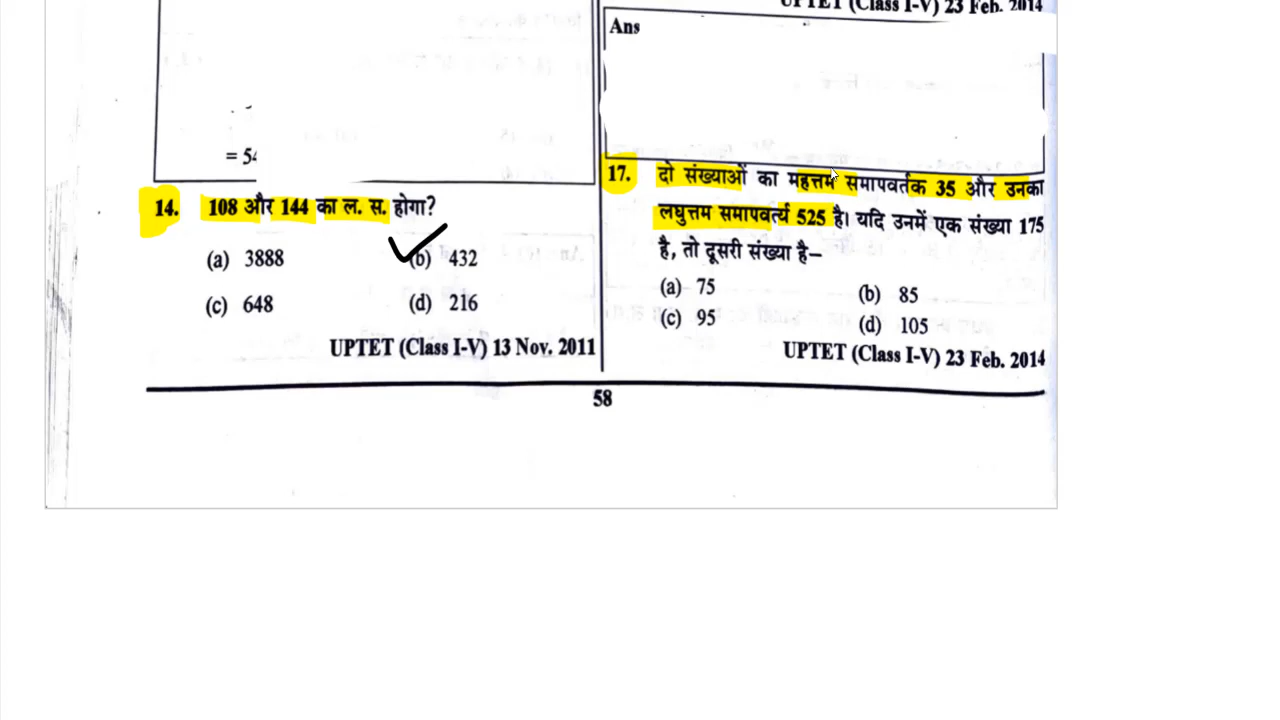 = 54
14. 108 और 144 का ल. स. होगा?
(a) 3888 (b) 432
(c) 648 (d) 216
UPTET (Class I-V) 13 Nov. 2011
UPTET (Class I-V) 23 Feb. 2014
Ans
17. दो संख्याओं का महत्तम समापवर्तक 35 और उनका
लघुत्तम समापवर्त्य 525 है। यदि उनमें एक संख्या 175
है, तो दूसरी संख्या है–
(a) 75 (b) 85
(c) 95 (d) 105
UPTET (Class I-V) 23 Feb. 2014
58